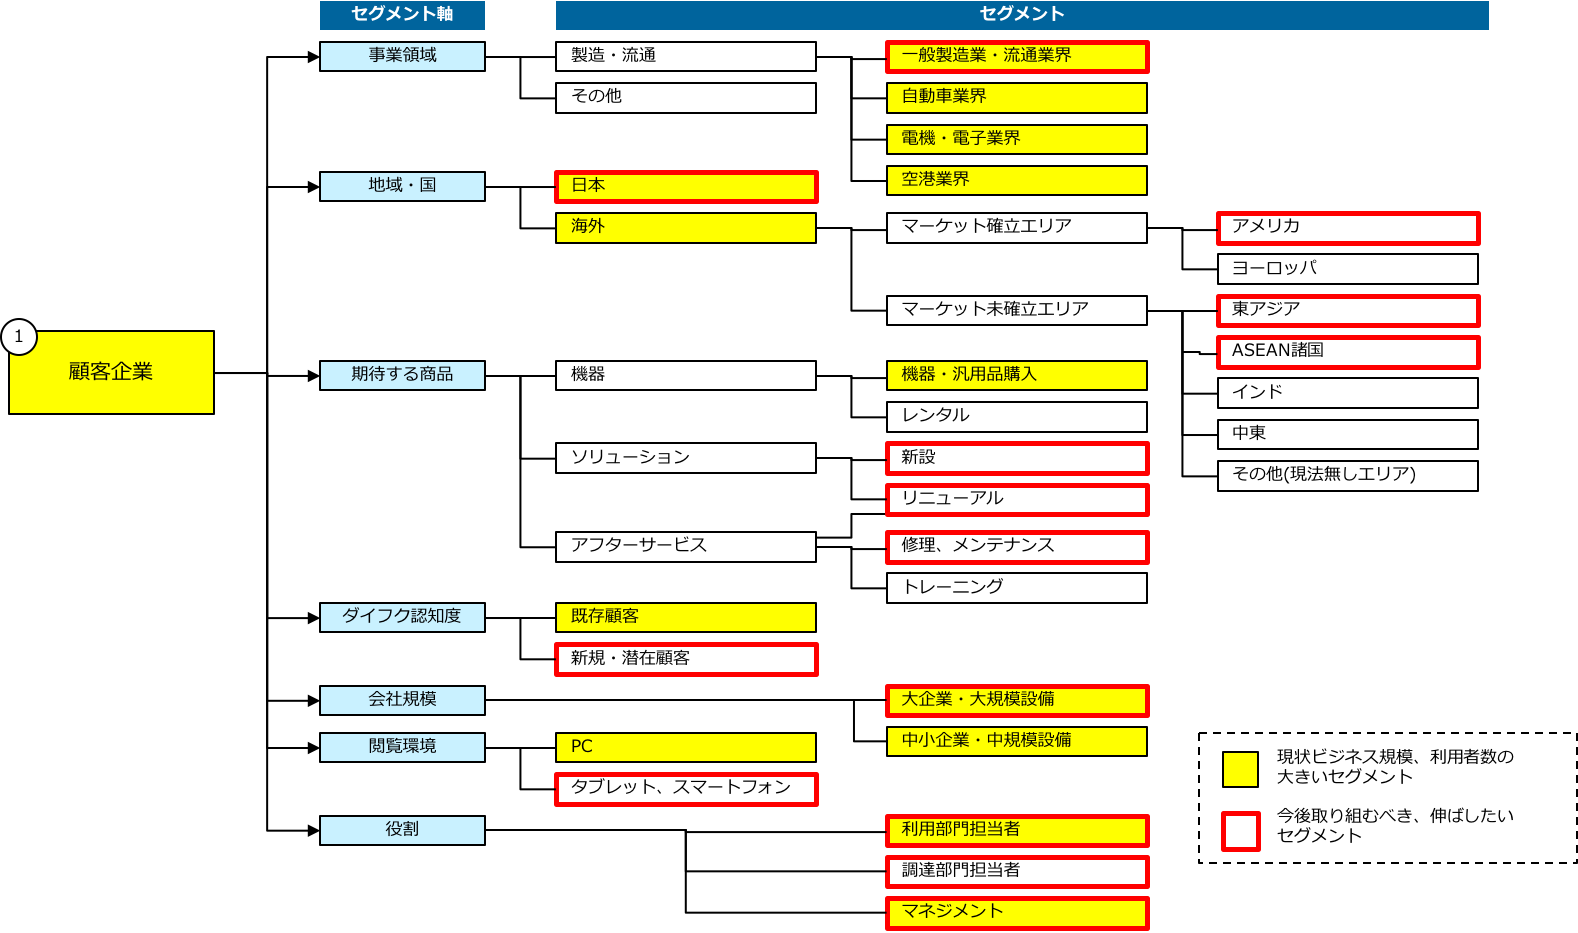 セグメント軸
セグメント
事業領域
製造・流通
一般製造業・流通業界
その他
自動車業界
電機・電子業界
空港業界
地域・国
日本
海外
マーケット確立エリア
アメリカ
ヨーロッパ
マーケット未確立エリア
東アジア
ASEAN諸国
インド
中東
その他(現法無しエリア)
1
顧客企業
期待する商品
機器
機器・汎用品購入
レンタル
ソリューション
新設
リニューアル
アフターサービス
修理、メンテナンス
トレーニング
ダイフク認知度
既存顧客
新規・潜在顧客
会社規模
大企業・大規模設備
中小企業・中規模設備
閲覧環境
PC
タブレット、スマートフォン
役割
利用部門担当者
調達部門担当者
マネジメント
現状ビジネス規模、利用者数の
大きいセグメント
今後取り組むべき、伸ばしたい
セグメント